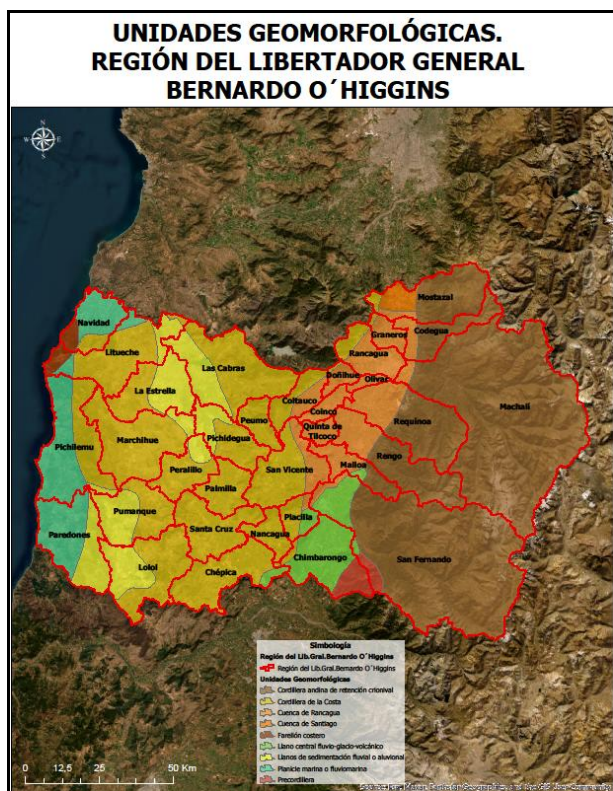 UNIDADES GEOMORFOLÓGICAS.
REGIÓN DEL LIBERTADOR GENERAL
BERNARDO O´HIGGINS
N
W E
S
Mostazal
Navidad
Graneros
Codegua
Litueche
Rancagua
Las Cabras
Doñihue
Olivar
La Estrella
Coltauco
Machalí
Coinco
Peumo
Requinoa
Pichilemu
Marchihue
Pichidegua
Quinta de
Tilcoco
Rengo
Peralillo
San Vicente
Malloa
Palmilla
Pumanque
Placilla
Paredones
Santa Cruz
Nancagua
Chimbarongo
San Fernando
Lolol
Chépica
Simbología
Región del Lib.Gral.Bernardo O´Higgins
Región del Lib.Gral.Bernardo O´Higgins
Unidades Geomorfológicas
Cordillera andina de retención crionival
Cordillera de la Costa
Cuenca de Rancagua
Cuenca de Santiago
Farellón costero
Llano central fluvio-glacio-volcánico
Llanos de sedimentación fluvial o aluvional
Planicie marina o fluviomarina
Precordillera
0 12,5 25 50 Km